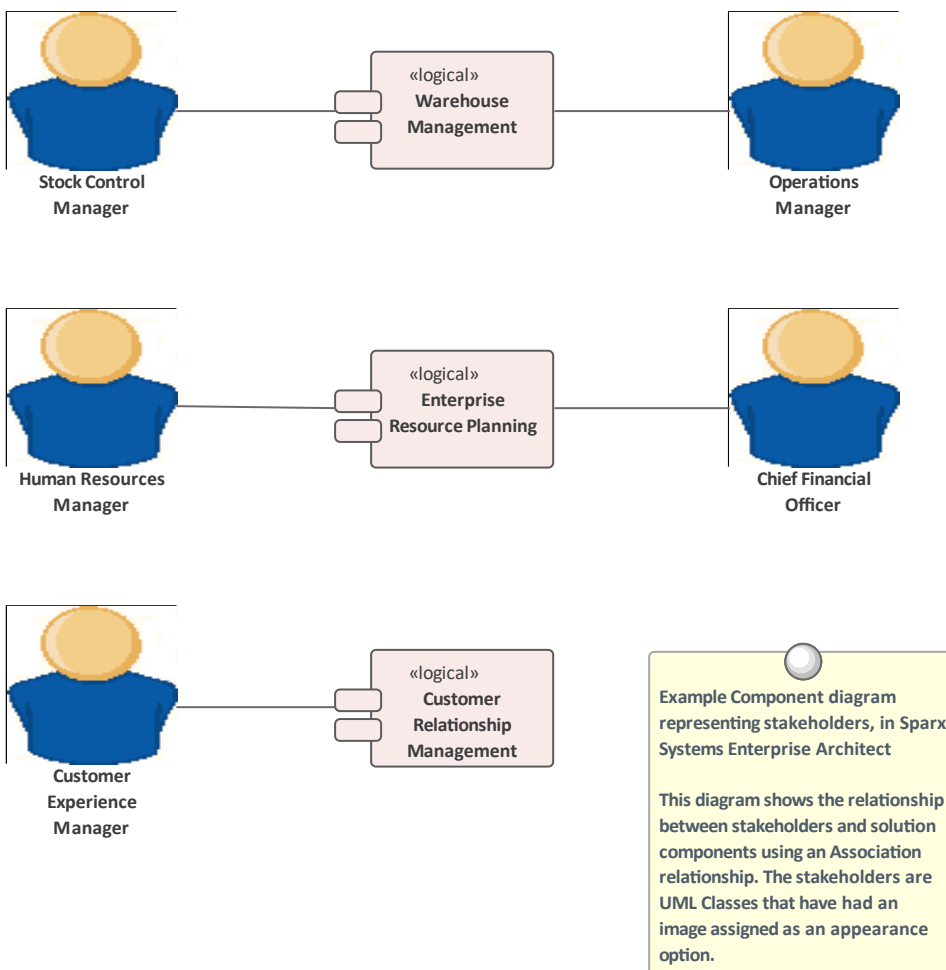 «logical»
Warehouse
Management
Stock Control
Manager
Operations
Manager
«logical»
Enterprise
Resource Planning
Human Resources
Manager
Chief Financial
Officer
«logical»
Customer
Relationship
Management
Customer
Experience
Manager
Example Component diagram
representing stakeholders, in Sparx
Systems Enterprise Architect
This diagram shows the relationship
between stakeholders and solution
components using an Association
relationship. The stakeholders are
UML Classes that have had an
image assigned as an appearance
option.